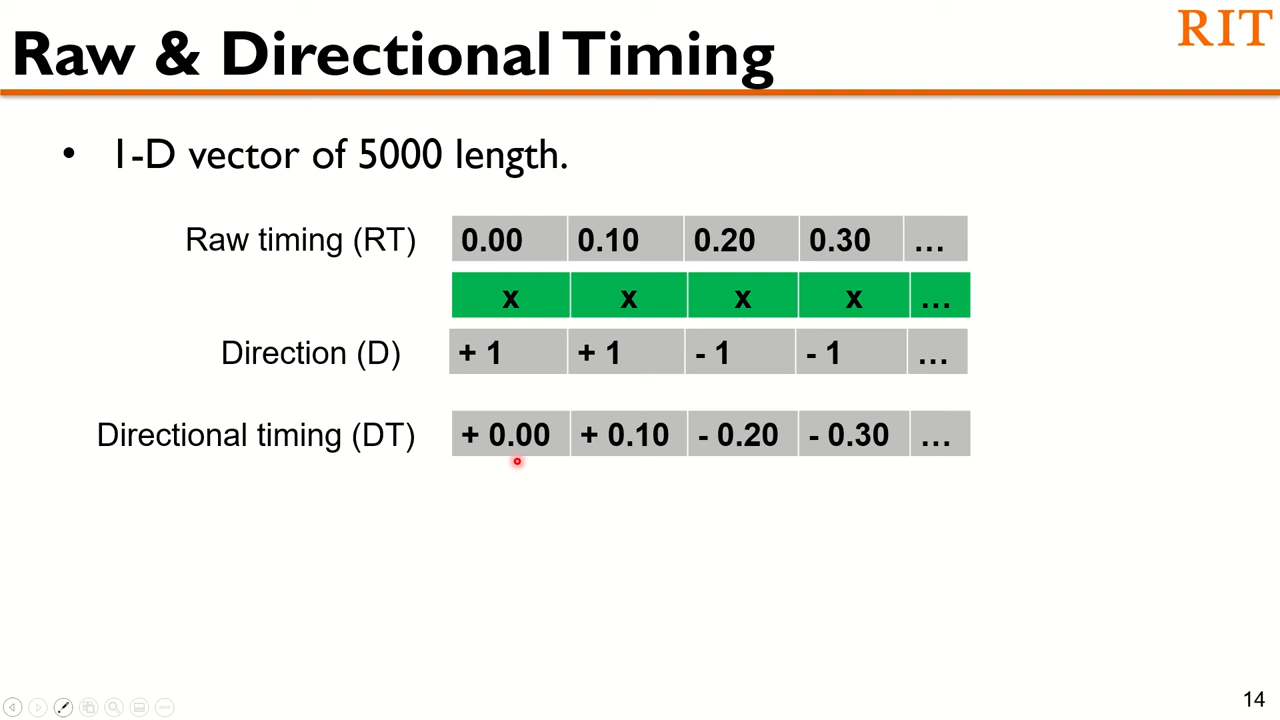 RIT
Raw & Directional Timing
• 1-D vector of 5000 length.
Raw timing (RT) 0.00 0.10 0.20 0.30 ...
x x x x ...
Direction (D) + 1 + 1 - 1 - 1 ...
Directional timing (DT) + 0.00 + 0.10 - 0.20 - 0.30 ...
14